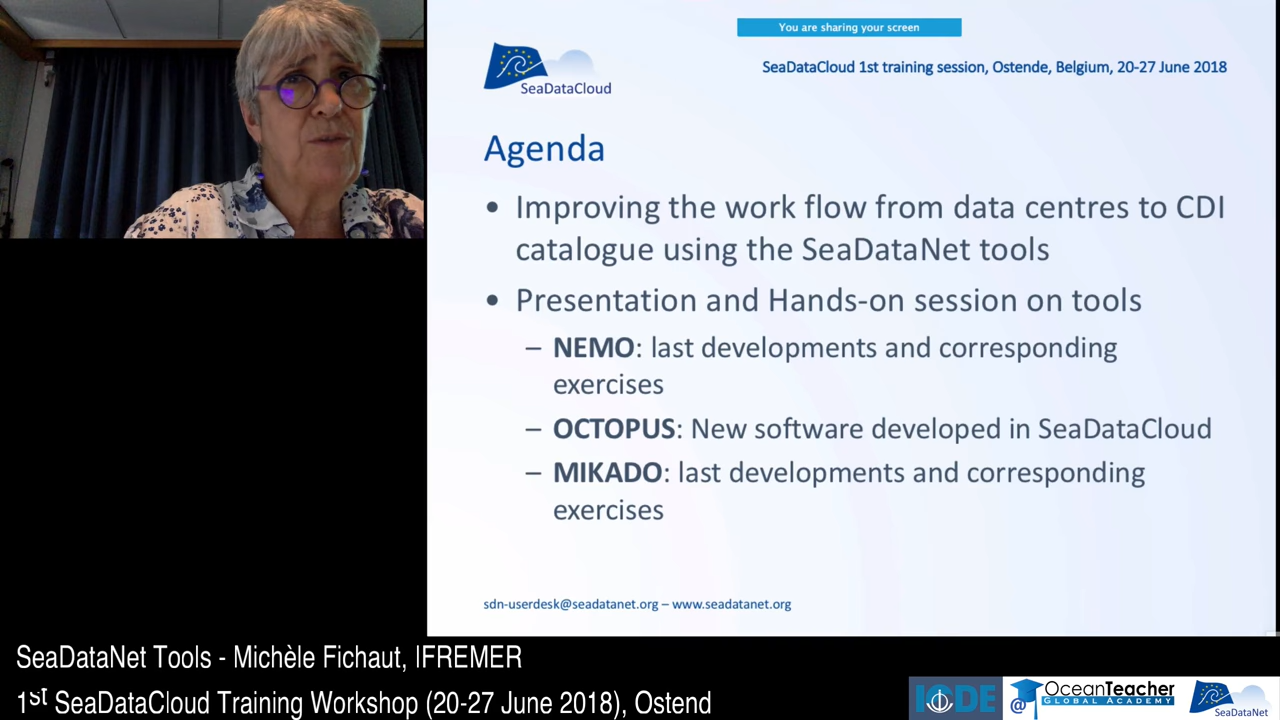 You are sharing your screen
SeaDataCloud
SeaDataCloud 1st training session, Ostende, Belgium, 20-27 June 2018
Agenda
• Improving the work flow from data centres to CDI
catalogue using the SeaDataNet tools
• Presentation and Hands-on session on tools
– NEMO: last developments and corresponding
exercises
– OCTOPUS: New software developed in SeaDataCloud
– MIKADO: last developments and corresponding
exercises
sdn-userdesk@seadatanet.org – www.seadatanet.org
SeaDataNet Tools - Michèle Fichaut, IFREMER
1st SeaDataCloud Training Workshop (20-27 June 2018), Ostend
IODE
@ OceanTeacher
GLOBAL ACADEMY
SeaDataNet